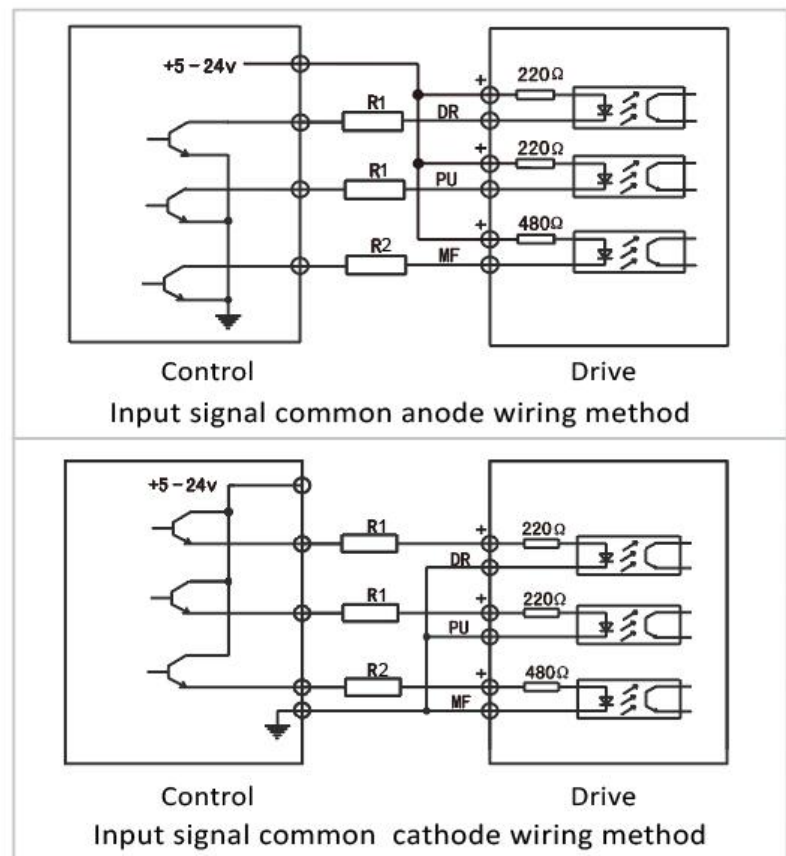 +5-24v
+ 220Ω
R1
DR
+ 220Ω
R1
PU
+ 480Ω
R2
MF
Control Drive
Input signal common anode wiring method
+5-24v
R1 + 220Ω
DR
R1 220Ω
PU
R2 + 480Ω
MF
Control Drive
Input signal common cathode wiring method